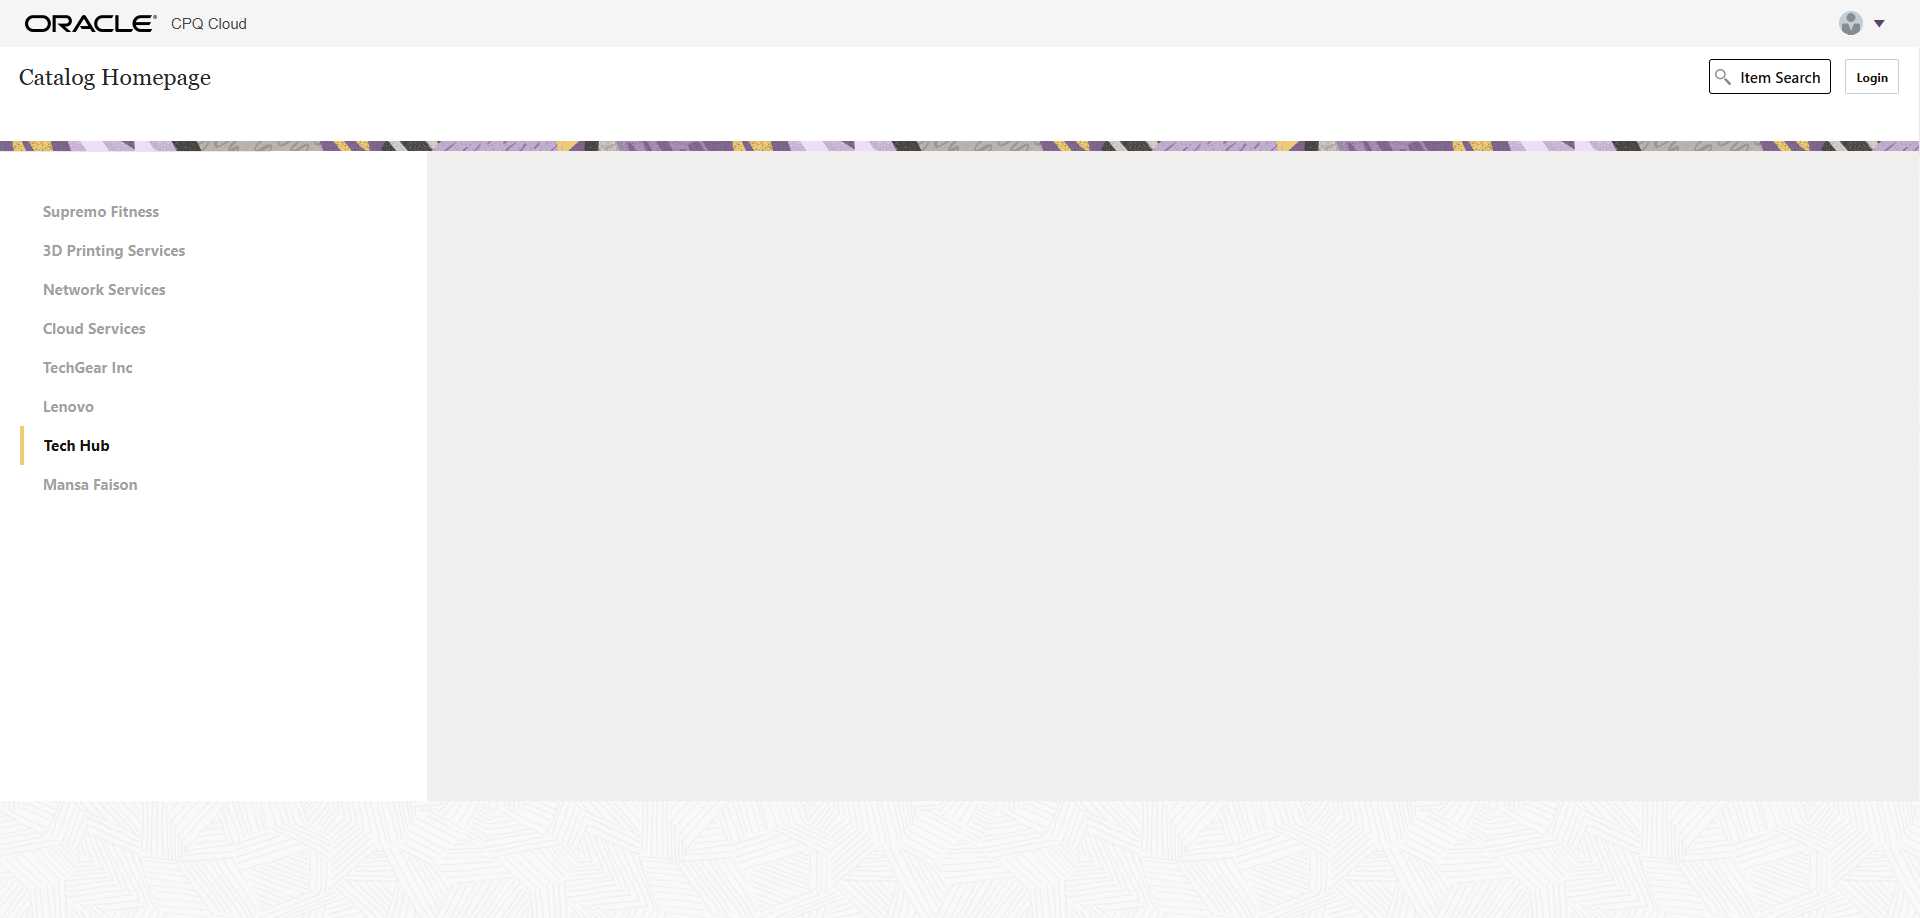 ORACLE® CPQ Cloud
Catalog Homepage
Item Search
Login
Supremo Fitness
3D Printing Services
Network Services
Cloud Services
TechGear Inc
Lenovo
Tech Hub
Mansa Faison